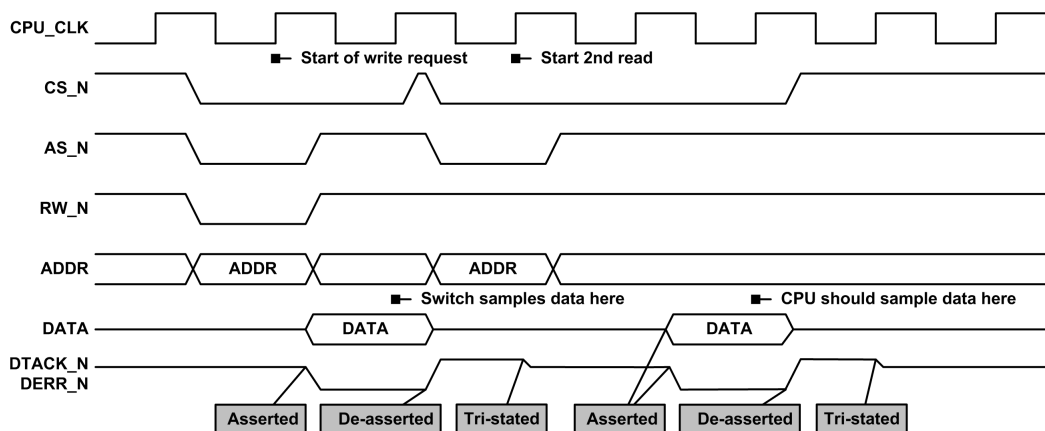 CPU_CLK
Start of write request
Start 2nd read
CS_N
AS_N
RW_N
ADDR
ADDR
ADDR
Switch samples data here
CPU should sample data here
DATA
DATA
DATA
DTACK_N
DERR_N
Asserted
De-asserted
Tri-stated
Asserted
De-asserted
Tri-stated